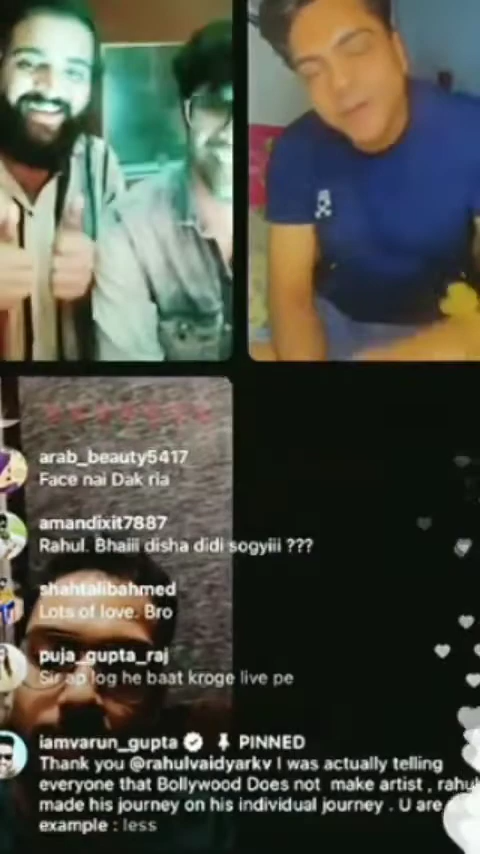 arab_beauty5417
Face nai Dak ria
amandixit7887
Rahul. Bhaiii disha didi sogyiii ???
shahtalibahmed
Lots of love. Bro
puja_gupta_raj
Sir ap log he baat kroge live pe
iamvarun_gupta PINNED
Thank you @rahulvaidyarkv I was actually telling
everyone that Bollywood Does not make artist , rahul
made his journey on his individual journey . U are a
example : less